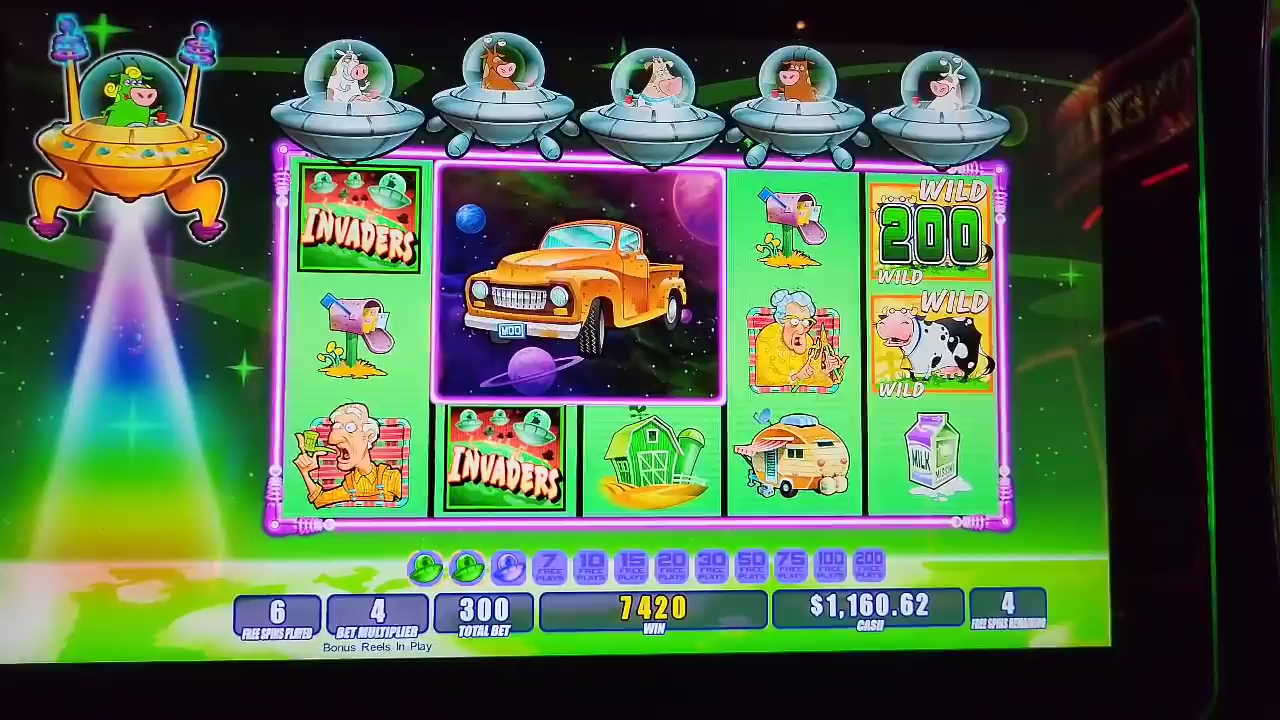 INVADERS
MOO
WILD
200
WILD
WILD
WILD
MILK
INVADERS
7 FREE PLAYS
10 FREE PLAYS
15 FREE PLAYS
20 FREE PLAYS
30 FREE PLAYS
50 FREE PLAYS
75 FREE PLAYS
100 FREE PLAYS
200 FREE PLAYS
6 4 300 7420 $1,160.62 4
FREE SPINS PLAYED BET MULTIPLIER TOTAL BET WIN CASH FREE SPINS REMAINING
Bonus Reels In Play